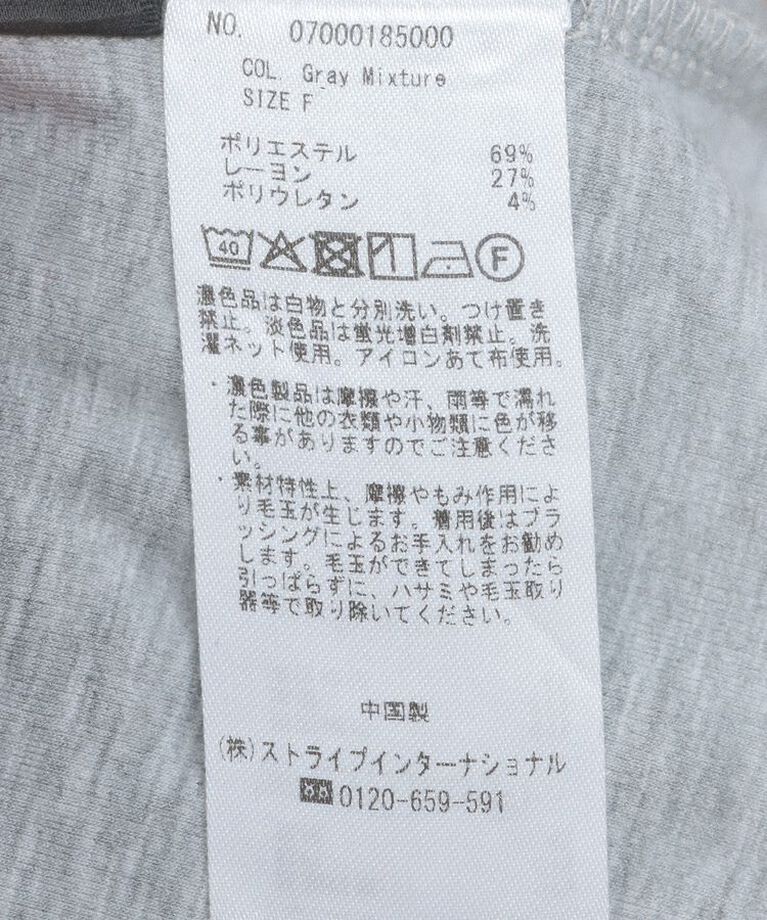 NO. 07000185000
COL. Gray Mixture
SIZE F
ポリエステル 69%
レーヨン 27%
ポリウレタン 4%
40 F
濃色品は白物と分別洗い。つけ置き
禁止。淡色品は蛍光増白剤禁止。洗
濯ネット使用。アイロンあて布使用。
・濃色製品は摩擦や汗、雨等で濡れ
た際に他の衣類や小物類に色が移
る事がありますのでご注意くださ
い。
・素材特性上、摩擦やもみ作用によ
り毛玉が生じます。着用後はブラ
ッシングによるお手入れをお勧め
します。毛玉ができてしまったら
引っぱらずに、ハサミや毛玉取り
器等で取り除いてください。
中国製
(株)ストライプインターナショナル
0120-659-591